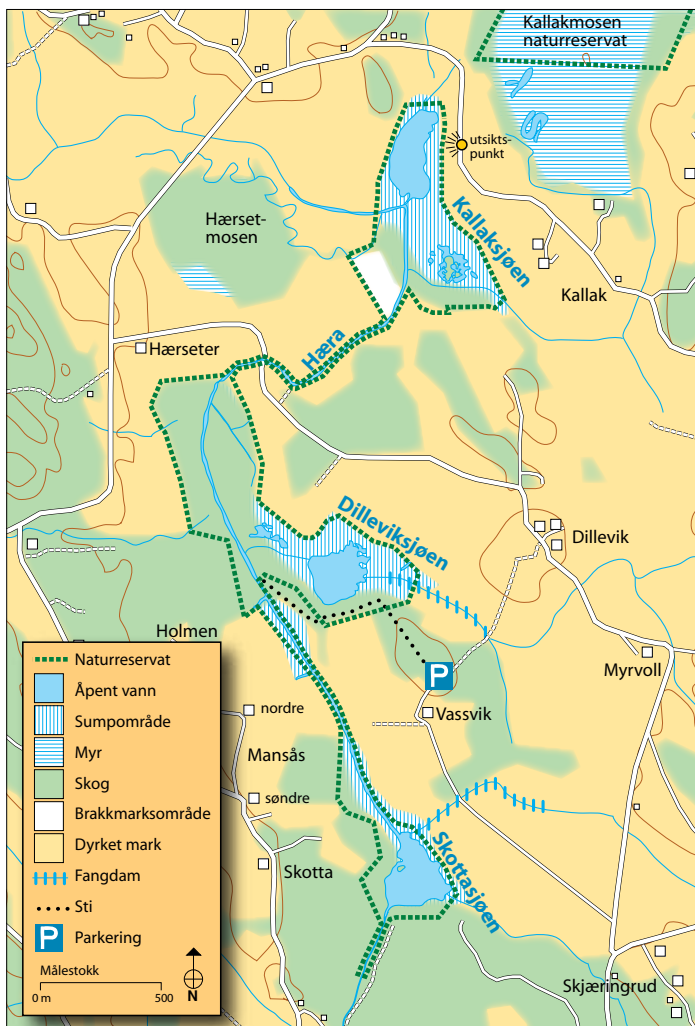 Kallakmosen
naturreservat
utsikts-
punkt
Hærset-
mosen
Kallaksjøen
Kallak
Hæra
Hærseter
Dilleviksjøen
Dillevik
Holmen
Myrvoll
nordre
Vassvik
Mansås
søndre
Skotta
Skottasjøen
Skjæringrud
P
Naturreservat
Åpent vann
Sumpområde
Myr
Skog
Brakkmarksområde
Dyrket mark
Fangdam
Sti
P Parkering
Målestokk
0 m 500
N